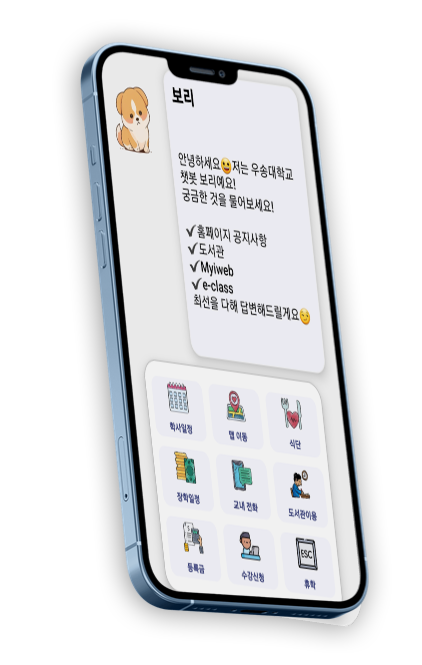 보리
안녕하세요😀저는 우송대학교
챗봇 보리예요!
궁금한 것을 물어보세요!
✔홈페이지 공지사항
✔도서관
✔Myiweb
✔e-class
최선을 다해 답변해드릴게요😉
학사일정
맵 이동
식단
장학일정
교내 전화
도서관이용
등록금
수강신청
ESC
휴학